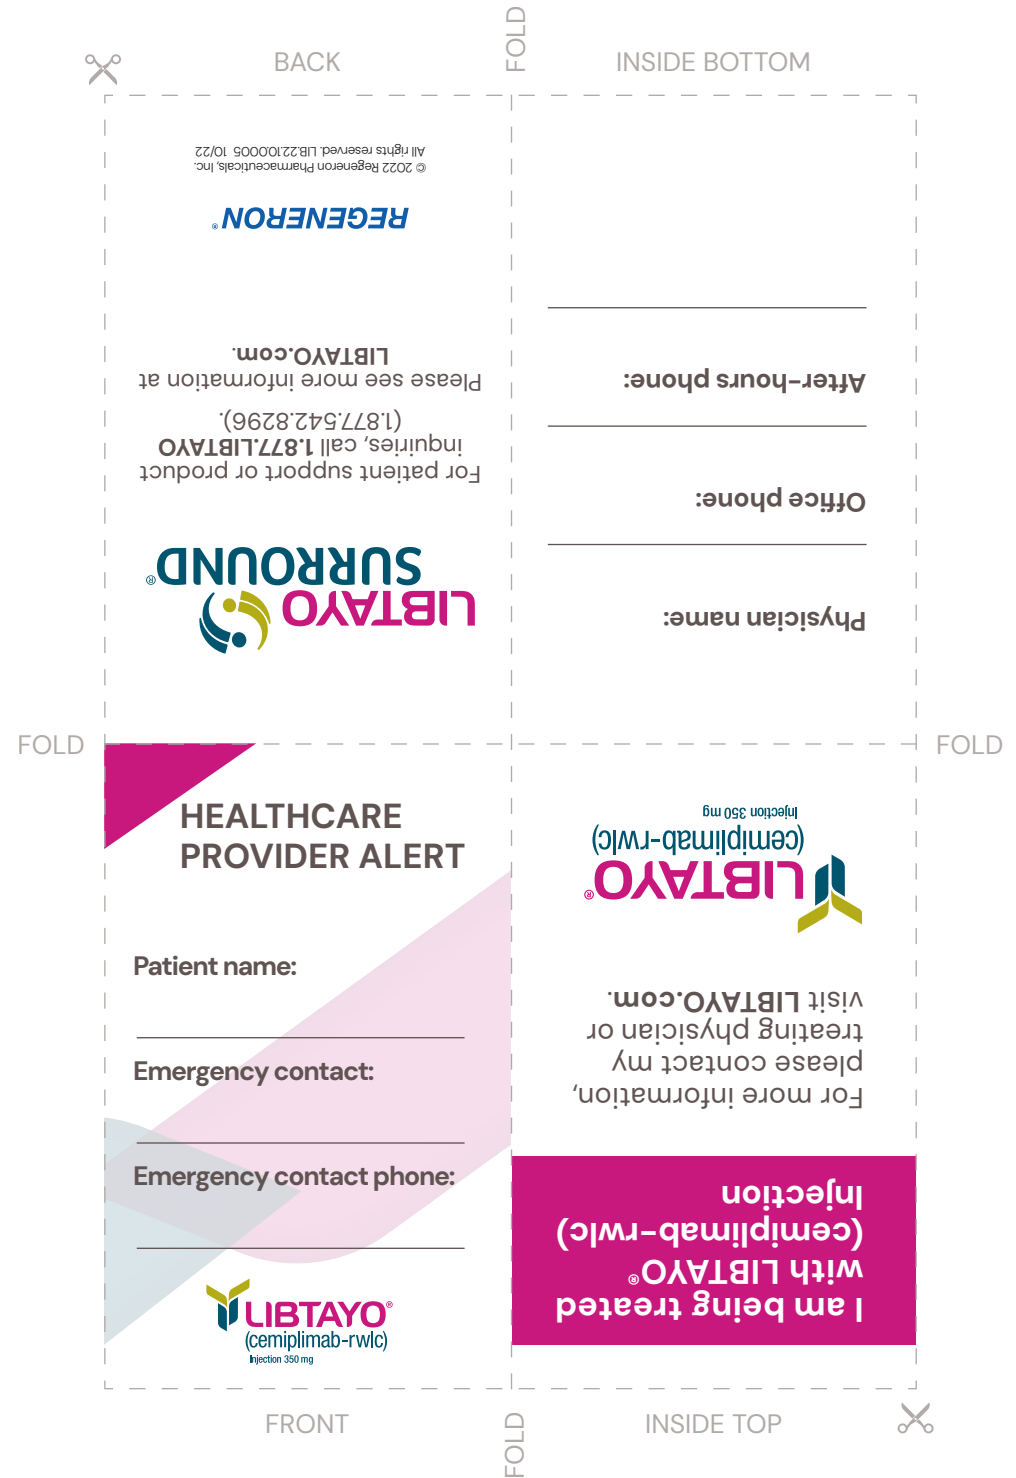 FOLD
BACK
INSIDE BOTTOM
LIBTAYO
SURROUND®
For patient support or product
inquiries, call 1.877.LIBTAYO
(1.877.542.8296).
Please see more information at
LIBTAYO.com.
REGENERON®
© 2022 Regeneron Pharmaceuticals, Inc.
All rights reserved. LIB.22.10.0005 10/22
Physician name:
Office phone:
After-hours phone:
FOLD
FOLD
HEALTHCARE
PROVIDER ALERT
Patient name:
Emergency contact:
Emergency contact phone:
LIBTAYO®
(cemiplimab-rwlc)
Injection 350 mg
I am being treated
with LIBTAYO®
(cemiplimab-rwlc)
Injection
For more information,
please contact my
treating physician or
visit LIBTAYO.com.
LIBTAYO®
(cemiplimab-rwlc)
Injection 350 mg
FRONT
FOLD
INSIDE TOP